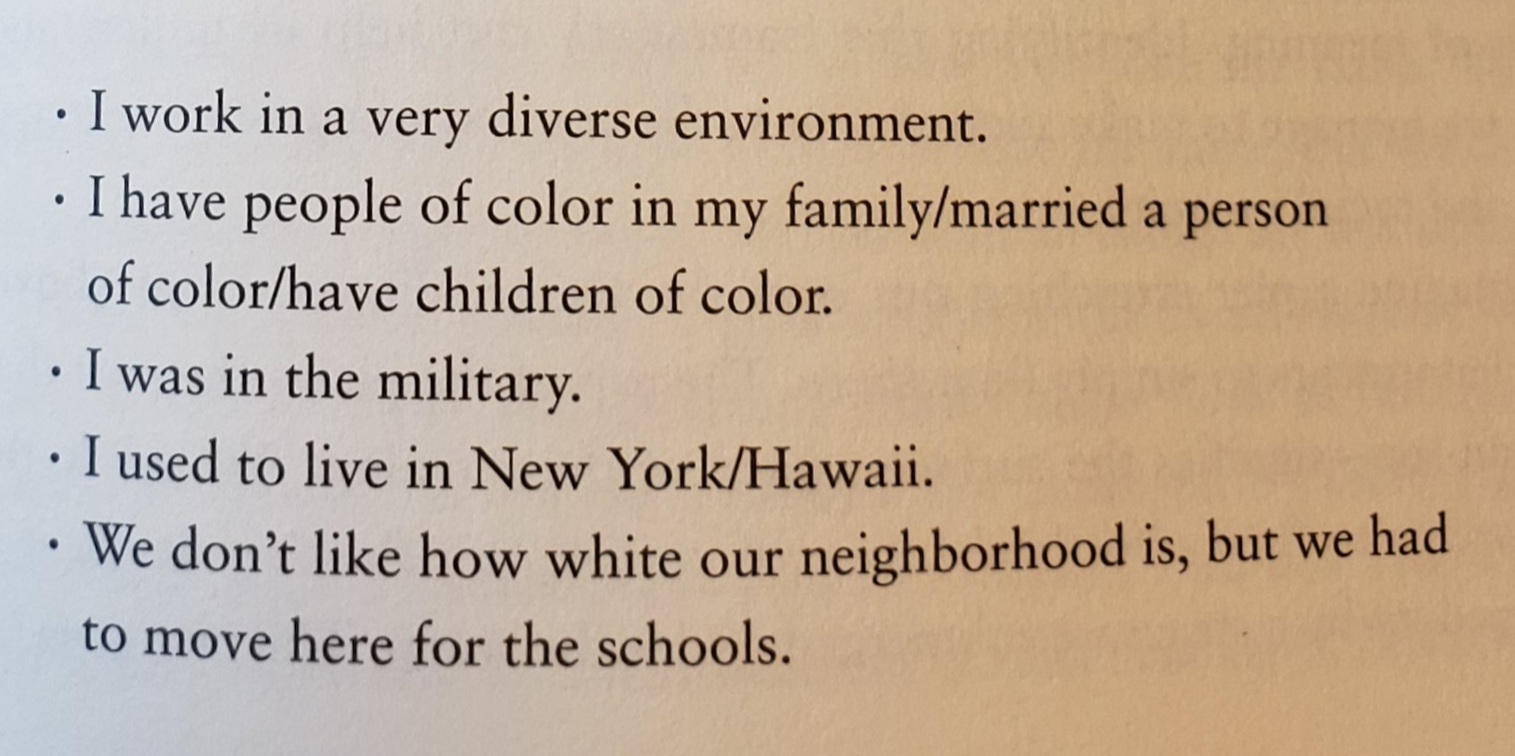 · I work in a very diverse environment.
· I have people of color in my family/married a person
of color/have children of color.
· I was in the military.
· I used to live in New York/Hawaii.
· We don’t like how white our neighborhood is, but we had
to move here for the schools.